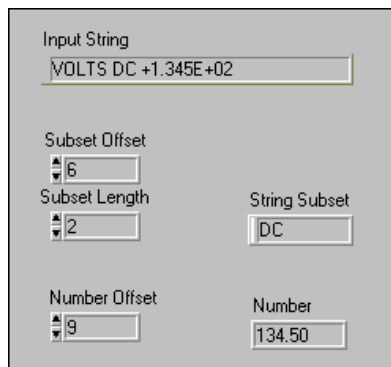 Input String
VOLTS DC +1.345E+02
Subset Offset
6
Subset Length
2
String Subset
DC
Number Offset
9
Number
134.50